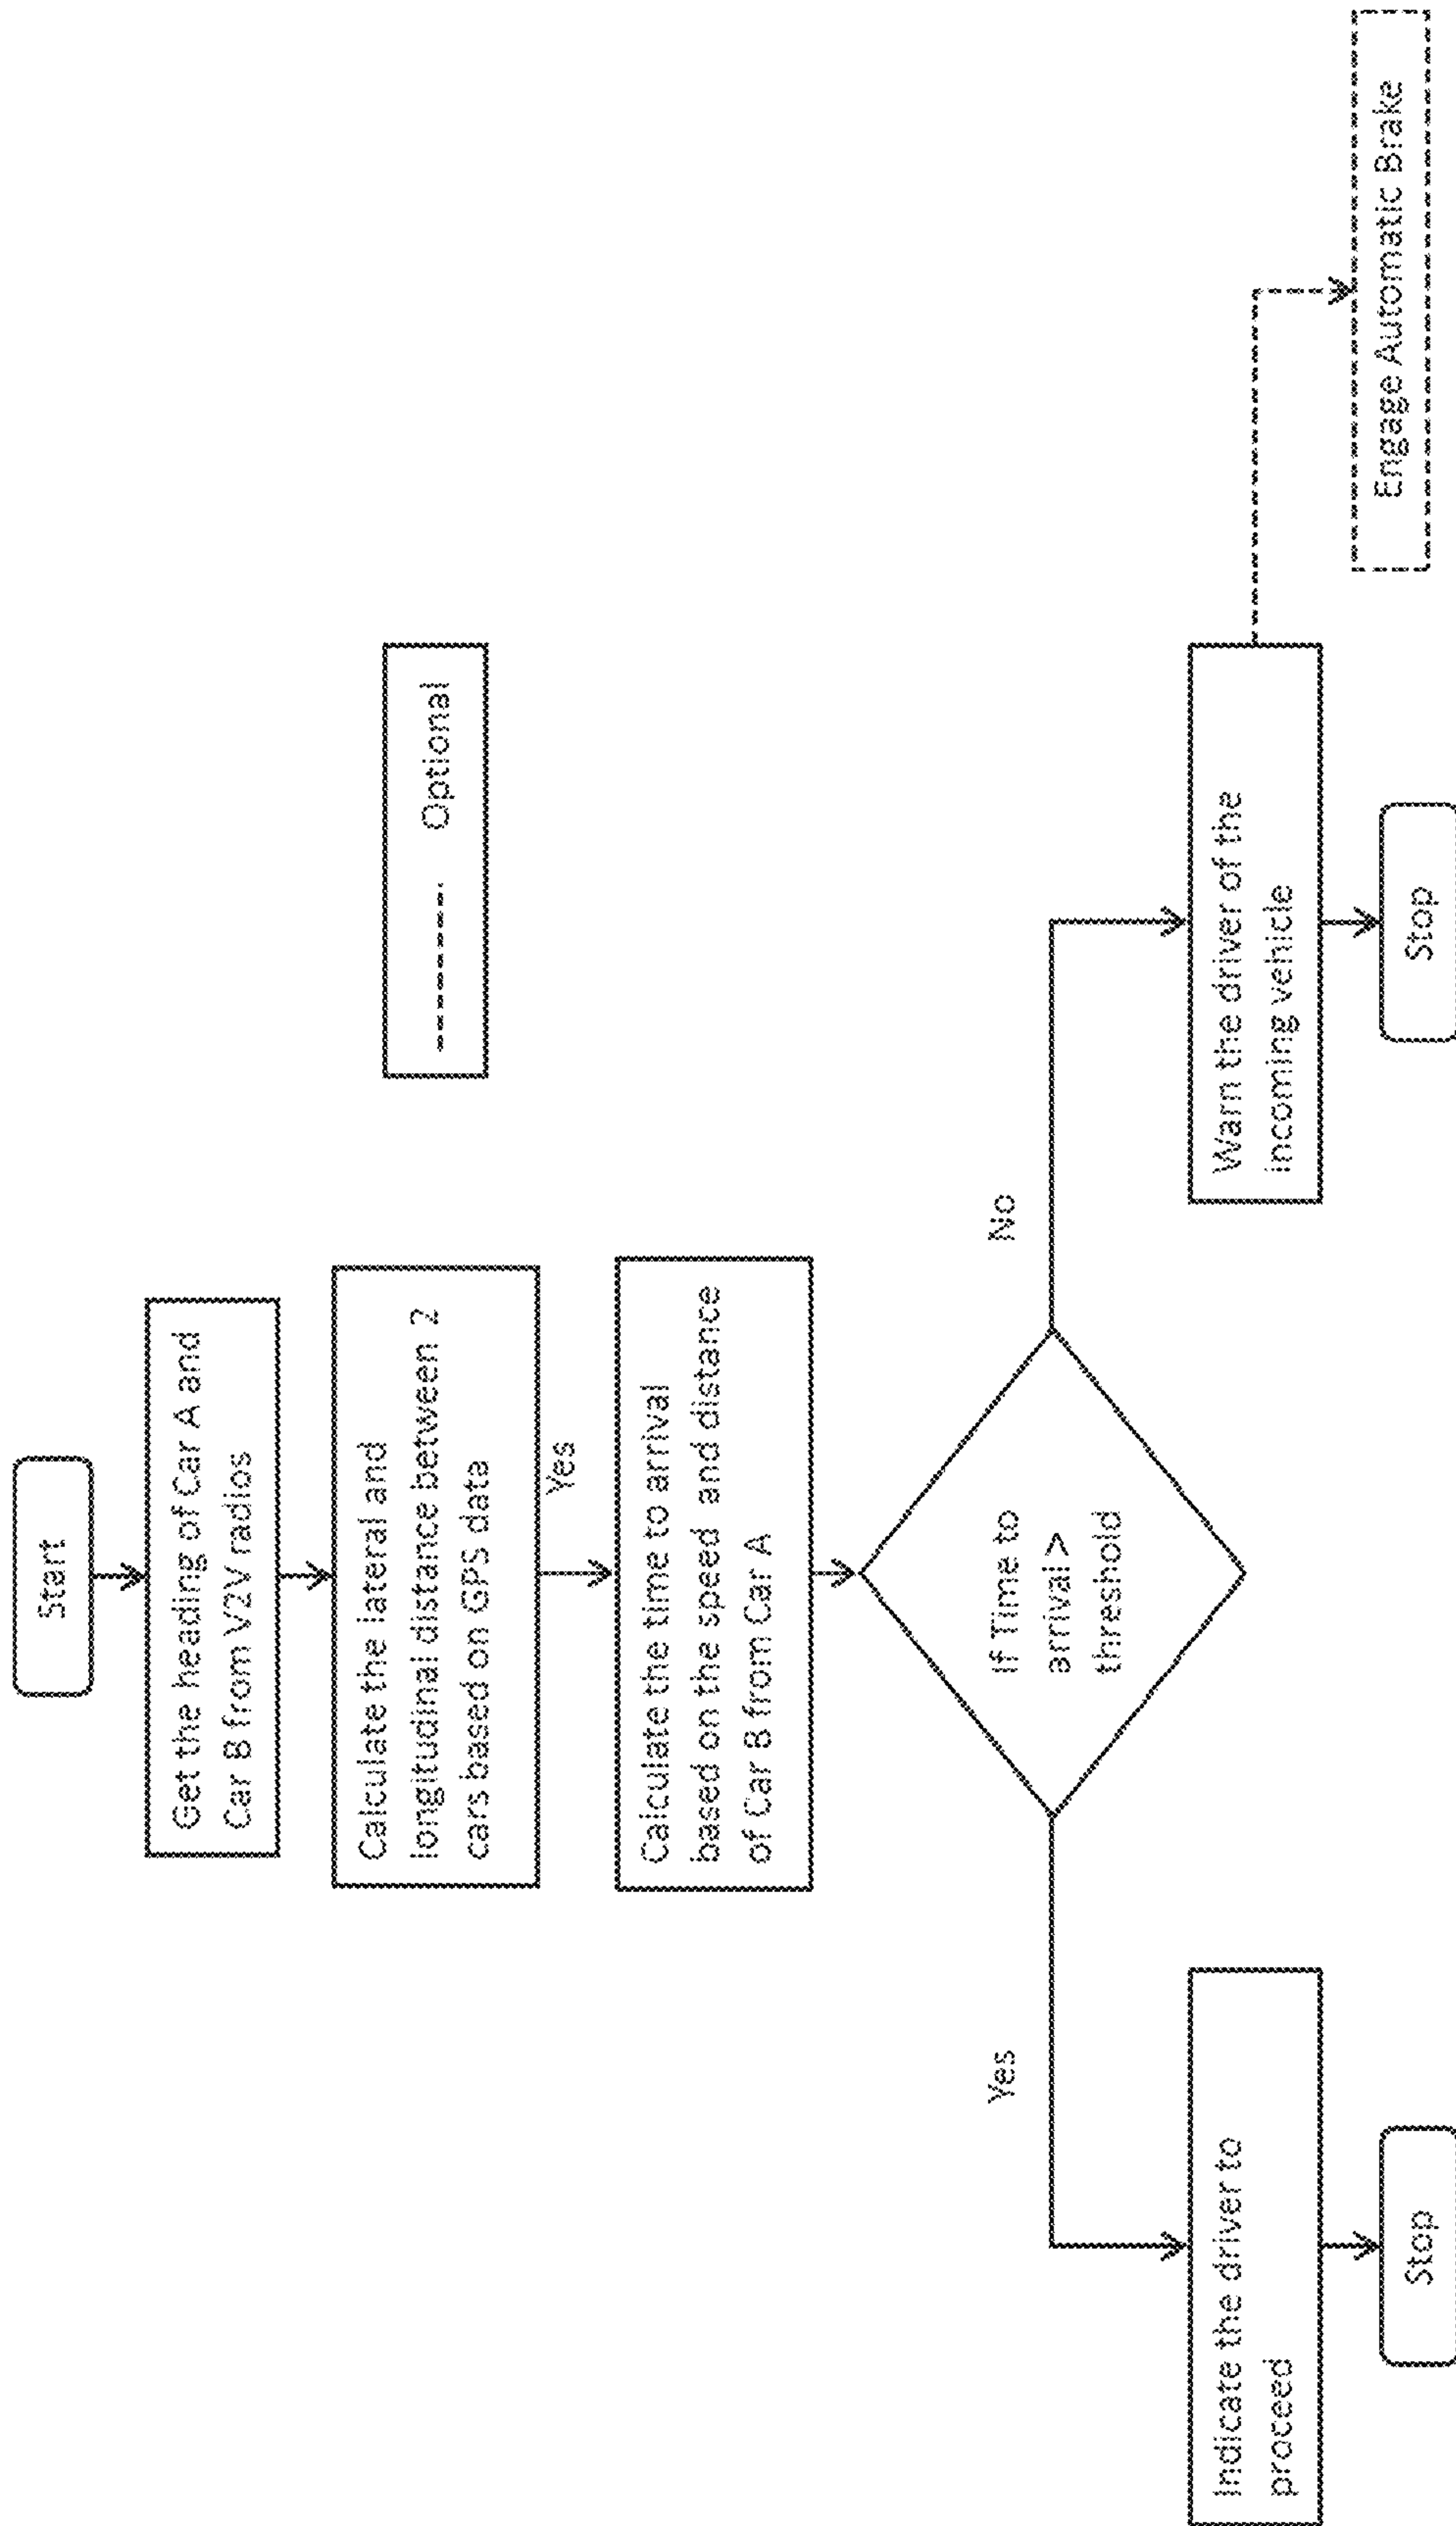 Start
Get the heading of Car A and
Car B from V2V radios
Calculate the lateral and
longitudinal distance between 2
cars based on GPS data
Yes
Calculate the time to arrival
based on the speed and distance
of Car B from Car A
If Time to
arrival >
threshold
Yes
No
Optional
Indicate the driver to
proceed
Stop
Warn the driver of the
incoming vehicle
Stop
Engage Automatic Brake